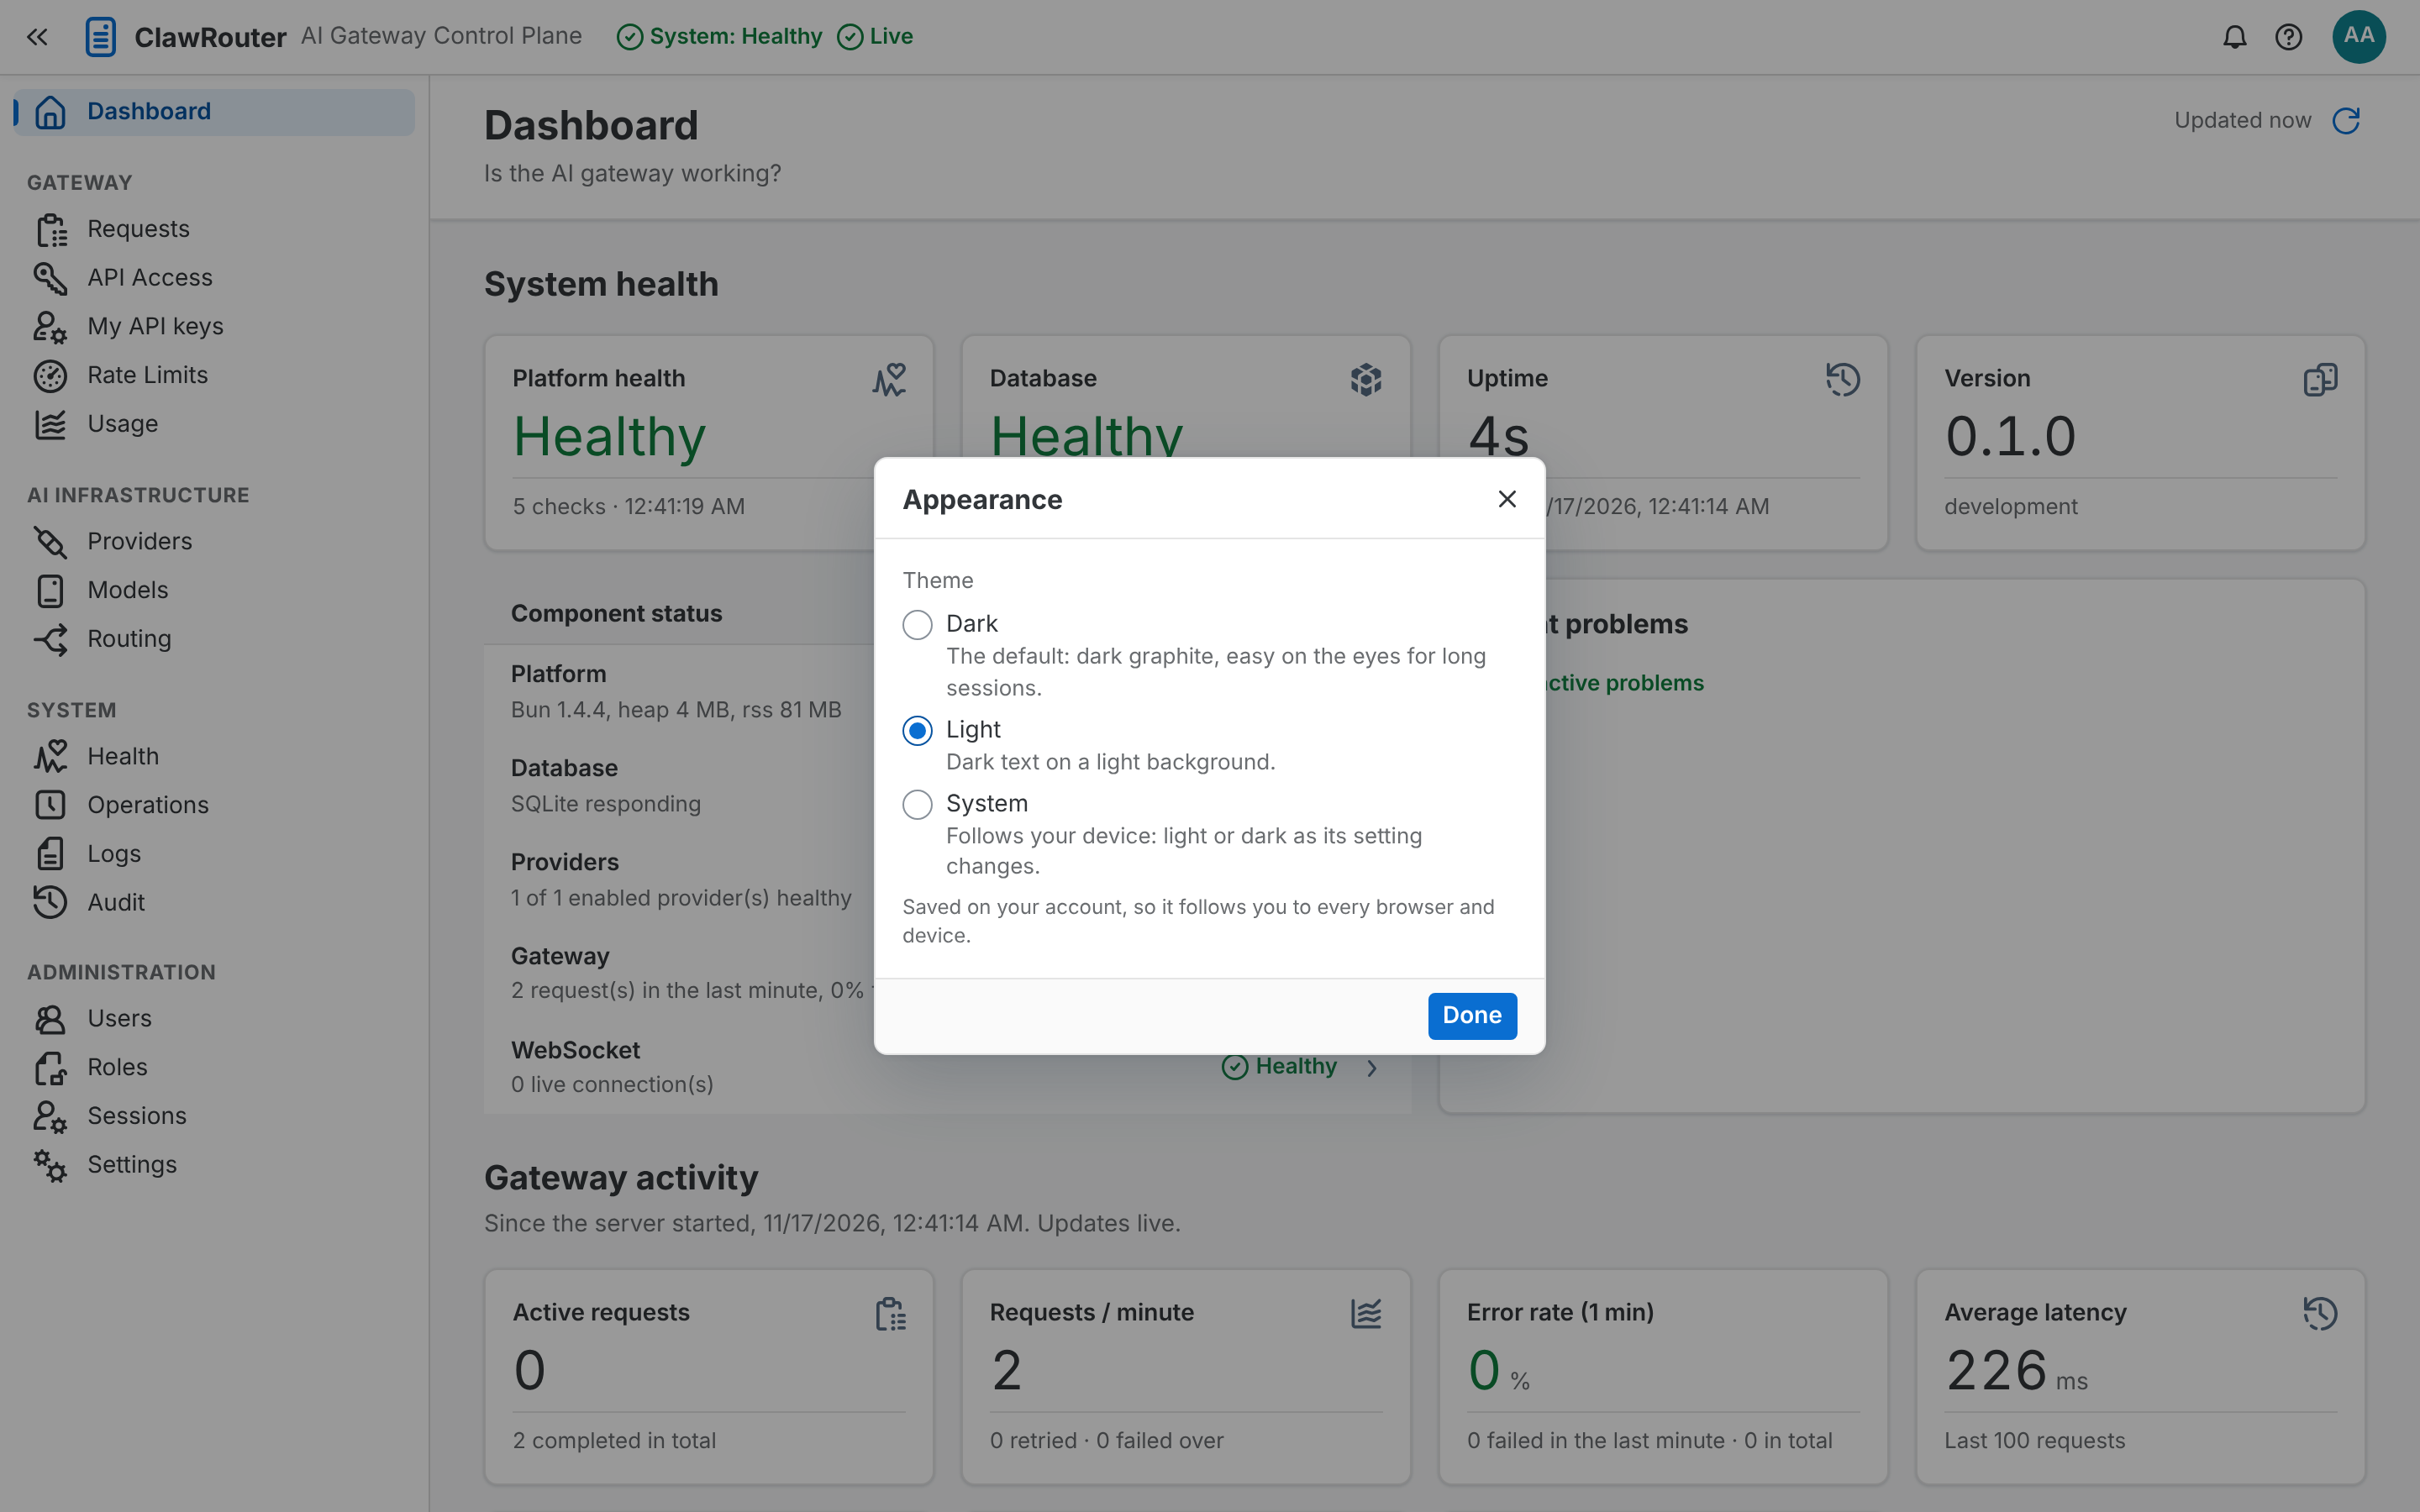 ClawRouter AI Gateway Control Plane System: Healthy Live AA
Dashboard
GATEWAY
Requests
API Access
My API keys
Rate Limits
Usage
AI INFRASTRUCTURE
Providers
Models
Routing
SYSTEM
Health
Operations
Logs
Audit
ADMINISTRATION
Users
Roles
Sessions
Settings
Dashboard
Updated now
Is the AI gateway working?
System health
Platform health
Healthy
5 checks · 12:41:19 AM
Database
Healthy
Uptime
4s
/17/2026, 12:41:14 AM
Version
0.1.0
development
Component status
Platform
Bun 1.4.4, heap 4 MB, rss 81 MB
Database
SQLite responding
Providers
1 of 1 enabled provider(s) healthy
Gateway
2 request(s) in the last minute, 0%
WebSocket
0 live connection(s)
Healthy
problems
problems
Appearance
Theme
Dark
The default: dark graphite, easy on the eyes for long
sessions.
Light
Dark text on a light background.
System
Follows your device: light or dark as its setting
changes.
Saved on your account, so it follows you to every browser and
device.
Done
Gateway activity
Since the server started, 11/17/2026, 12:41:14 AM. Updates live.
Active requests
0
2 completed in total
Requests / minute
2
0 retried · 0 failed over
Error rate (1 min)
0 %
0 failed in the last minute · 0 in total
Average latency
226 ms
Last 100 requests